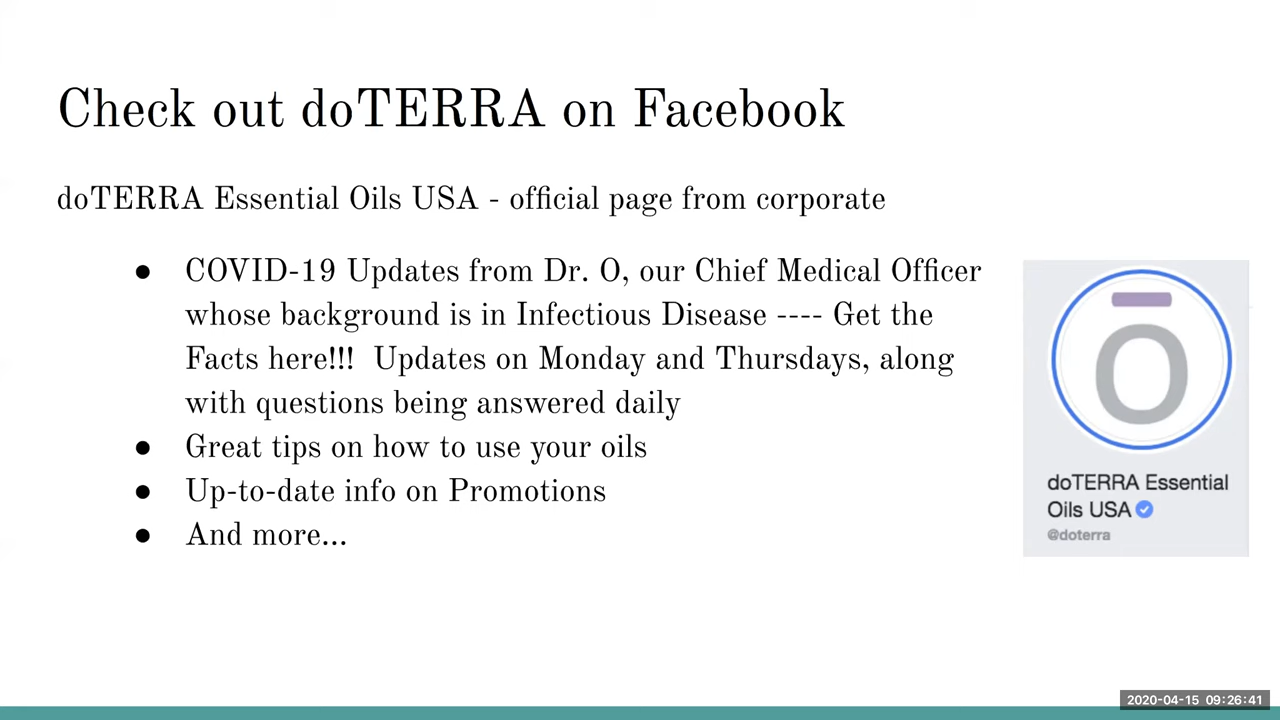 Check out doTERRA on Facebook
doTERRA Essential Oils USA - official page from corporate
● COVID-19 Updates from Dr. O, our Chief Medical Officer
whose background is in Infectious Disease ---- Get the
Facts here!!!  Updates on Monday and Thursdays, along
with questions being answered daily
● Great tips on how to use your oils
● Up-to-date info on Promotions
● And more...
ō
doTERRA Essential
Oils USA
@doterra
2020-04-15 09:26:41